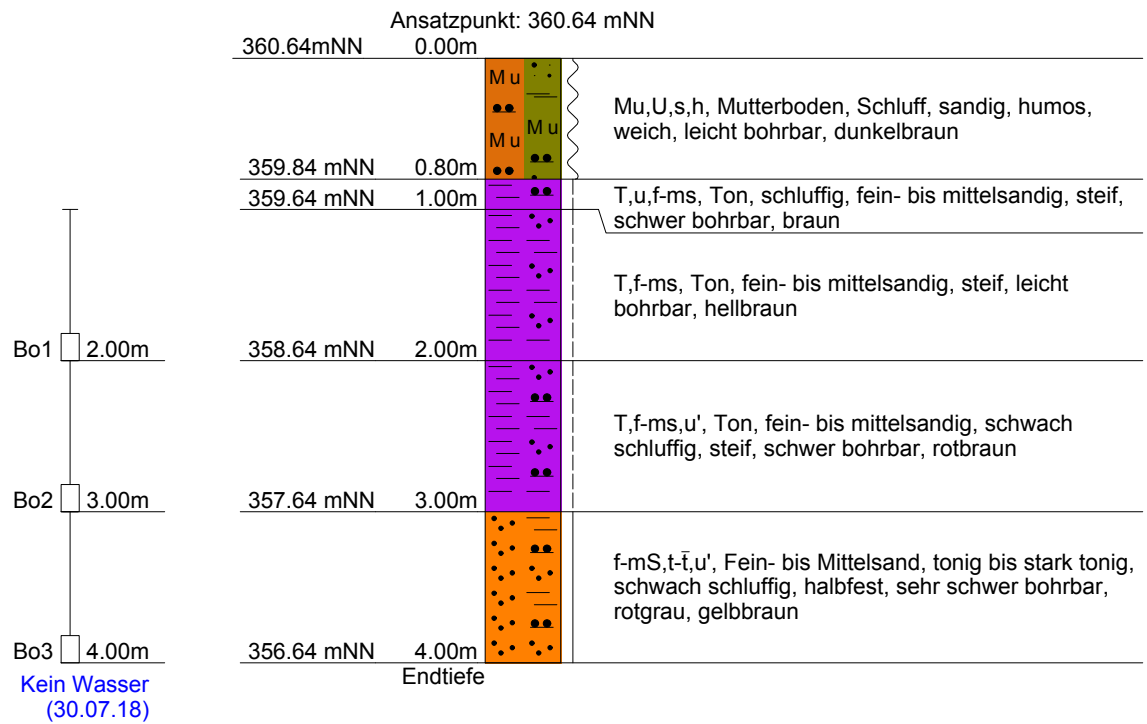 Ansatzpunkt: 360.64 mNN
360.64mNN 0.00m
Mu
Mu
Mu
Mu,U,s,h, Mutterboden, Schluff, sandig, humos,
weich, leicht bohrbar, dunkelbraun
359.84 mNN 0.80m
T,u,f-ms, Ton, schluffig, fein- bis mittelsandig, steif,
schwer bohrbar, braun
359.64 mNN 1.00m
T,f-ms, Ton, fein- bis mittelsandig, steif, leicht
bohrbar, hellbraun
Bo1 2.00m 358.64 mNN 2.00m
T,f-ms,u', Ton, fein- bis mittelsandig, schwach
schluffig, steif, schwer bohrbar, rotbraun
Bo2 3.00m 357.64 mNN 3.00m
f-mS,t-t̄,u', Fein- bis Mittelsand, tonig bis stark tonig,
schwach schluffig, halbfest, sehr schwer bohrbar,
rotgrau, gelbbraun
Bo3 4.00m 356.64 mNN 4.00m
Endtiefe
Kein Wasser
(30.07.18)